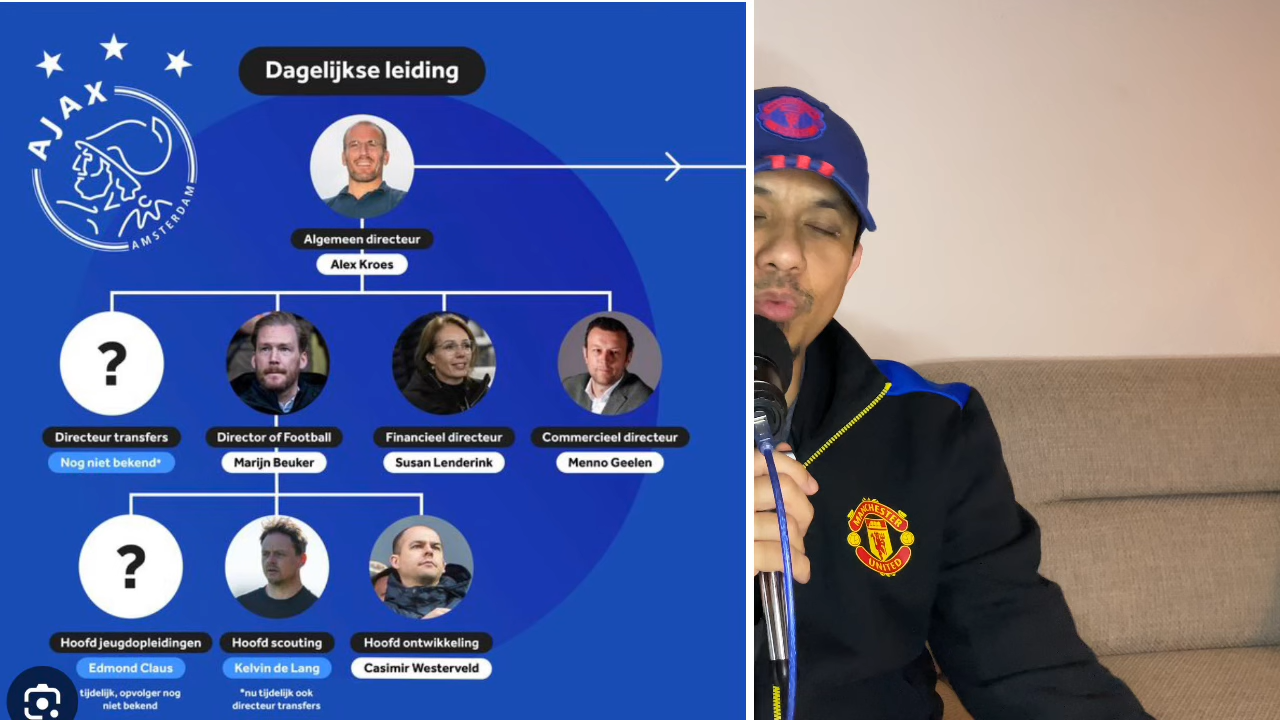 AJAX
AMSTERDAM
Dagelijkse leiding
Algemeen directeur
Alex Kroes
?
Directeur transfers
Nog niet bekend*
Director of Football
Marijn Beuker
Financieel directeur
Susan Lenderink
Commercieel directeur
Menno Geelen
?
Hoofd jeugdopleidingen
Edmond Claus
tijdelijk, opvolger nog
niet bekend
Hoofd scouting
Kelvin de Lang
*nu tijdelijk ook
directeur transfers
Hoofd ontwikkeling
Casimir Westerveld
MANCHESTER
UNITED